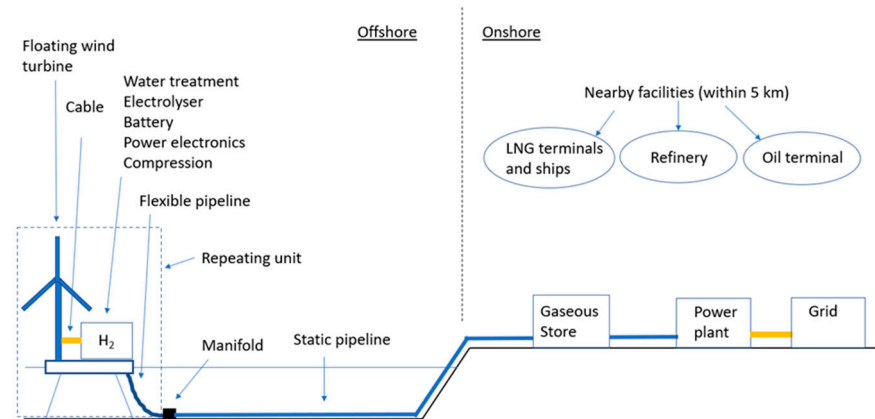 Offshore
Onshore
Floating wind
turbine
Cable
Water treatment
Electrolyser
Battery
Power electronics
Compression
Flexible pipeline
Repeating unit
H₂
Manifold
Static pipeline
Nearby facilities (within 5 km)
LNG terminals
and ships
Refinery
Oil terminal
Gaseous
Store
Power
plant
Grid